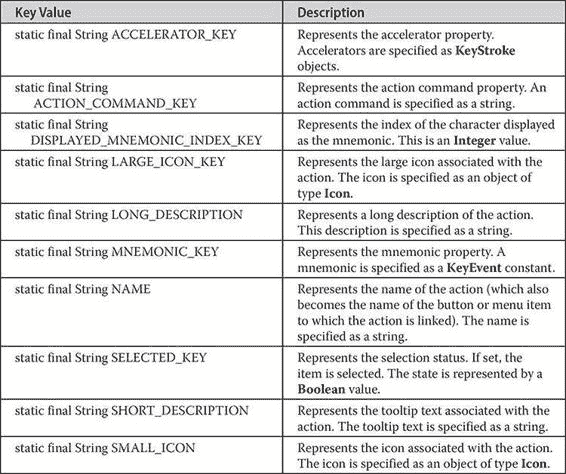 Key Value
Description
static final String ACCELERATOR_KEY
Represents the accelerator property.
Accelerators are specified as KeyStroke
objects.
static final String
ACTION_COMMAND_KEY
Represents the action command property. An
action command is specified as a string.
static final String
DISPLAYED_MNEMONIC_INDEX_KEY
Represents the index of the character displayed
as the mnemonic. This is an Integer value.
static final String LARGE_ICON_KEY
Represents the large icon associated with the
action. The icon is specified as an object of
type Icon.
static final String LONG_DESCRIPTION
Represents a long description of the action.
This description is specified as a string.
static final String MNEMONIC_KEY
Represents the mnemonic property. A
mnemonic is specified as a KeyEvent constant.
static final String NAME
Represents the name of the action (which also
becomes the name of the button or menu item
to which the action is linked). The name is
specified as a string.
static final String SELECTED_KEY
Represents the selection status. If set, the
item is selected. The state is represented by a
Boolean value.
static final String SHORT_DESCRIPTION
Represents the tooltip text associated with the
action. The tooltip text is specified as a string.
static final String SMALL_ICON
Represents the icon associated with the action.
The icon is specified as an object of type Icon.